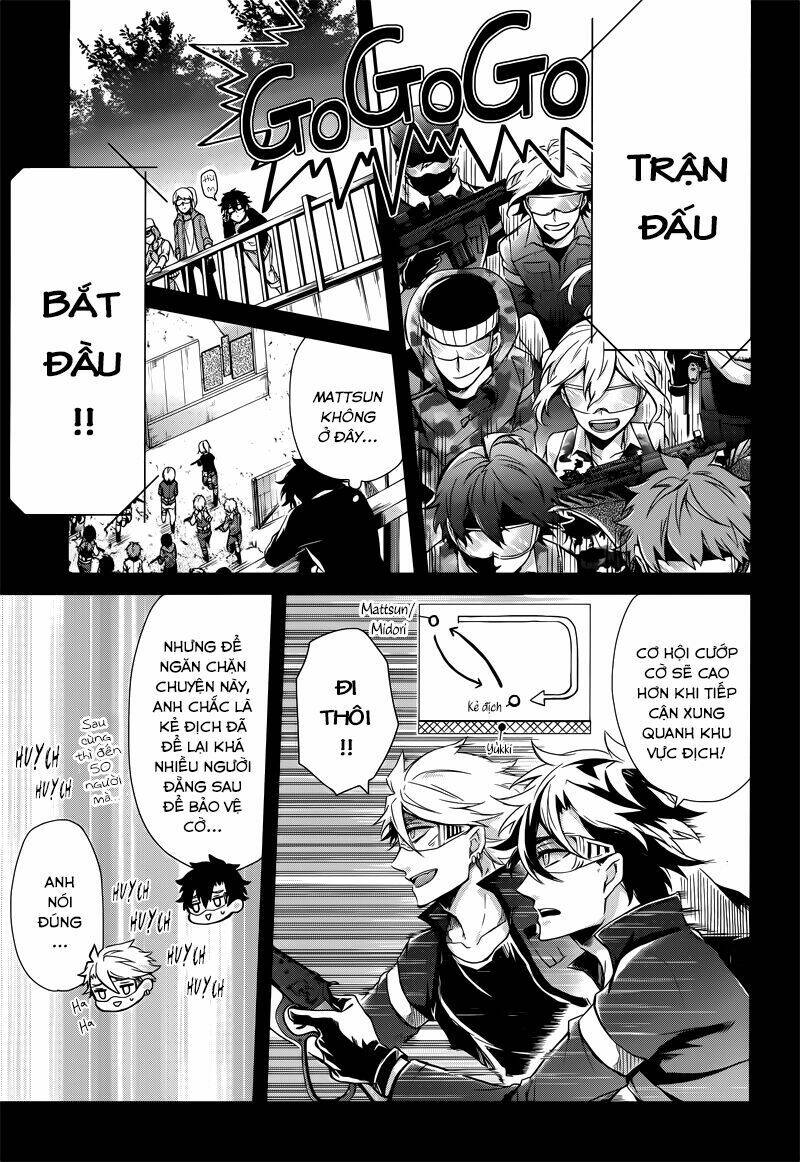 GoGoGo
TRẬN
ĐẤU
BẮT
ĐẦU
!!
HỪ
M
MATTSUN
KHÔNG
Ở ĐÂY...
CƠ HỘI CƯỚP
CỜ SẼ CAO
HƠN KHI TIẾP
CẬN XUNG
QUANH KHU
VỰC ĐỊCH!
Mattsun/
Midori
Kẻ địch
Yukki
ĐI
THÔI
!!
NHƯNG ĐỂ
NGĂN CHẶN
CHUYỆN NÀY,
ANH CHẮC LÀ
KẺ ĐỊCH ĐÃ
ĐỂ LẠI KHÁ
NHIỀU NGƯỜI
ĐẰNG SAU
ĐỂ BẢO VỆ
CỜ...
Sau
cùng
thì đến
50
người
mà...
HUỴCH
HUỴCH
ANH
NÓI
ĐÚNG
...
HUỴCH
HUỴCH
HUỴCH
HUỴCH
Ha
Ha